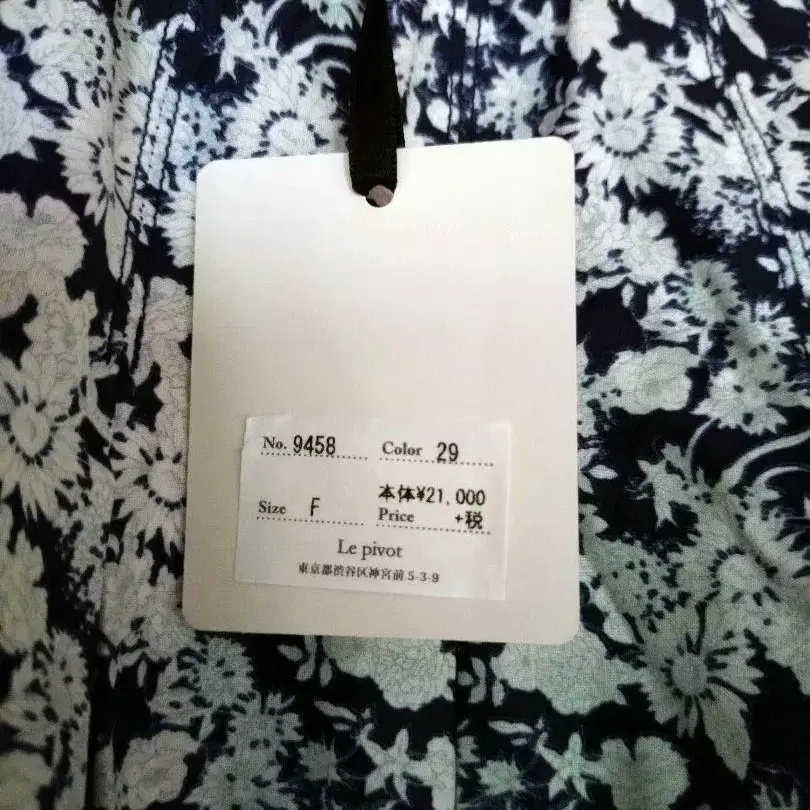 No. 9458 Color 29
本体¥21,000
Size F Price +税
Le pivot
東京都渋谷区神宮前 5-3-9